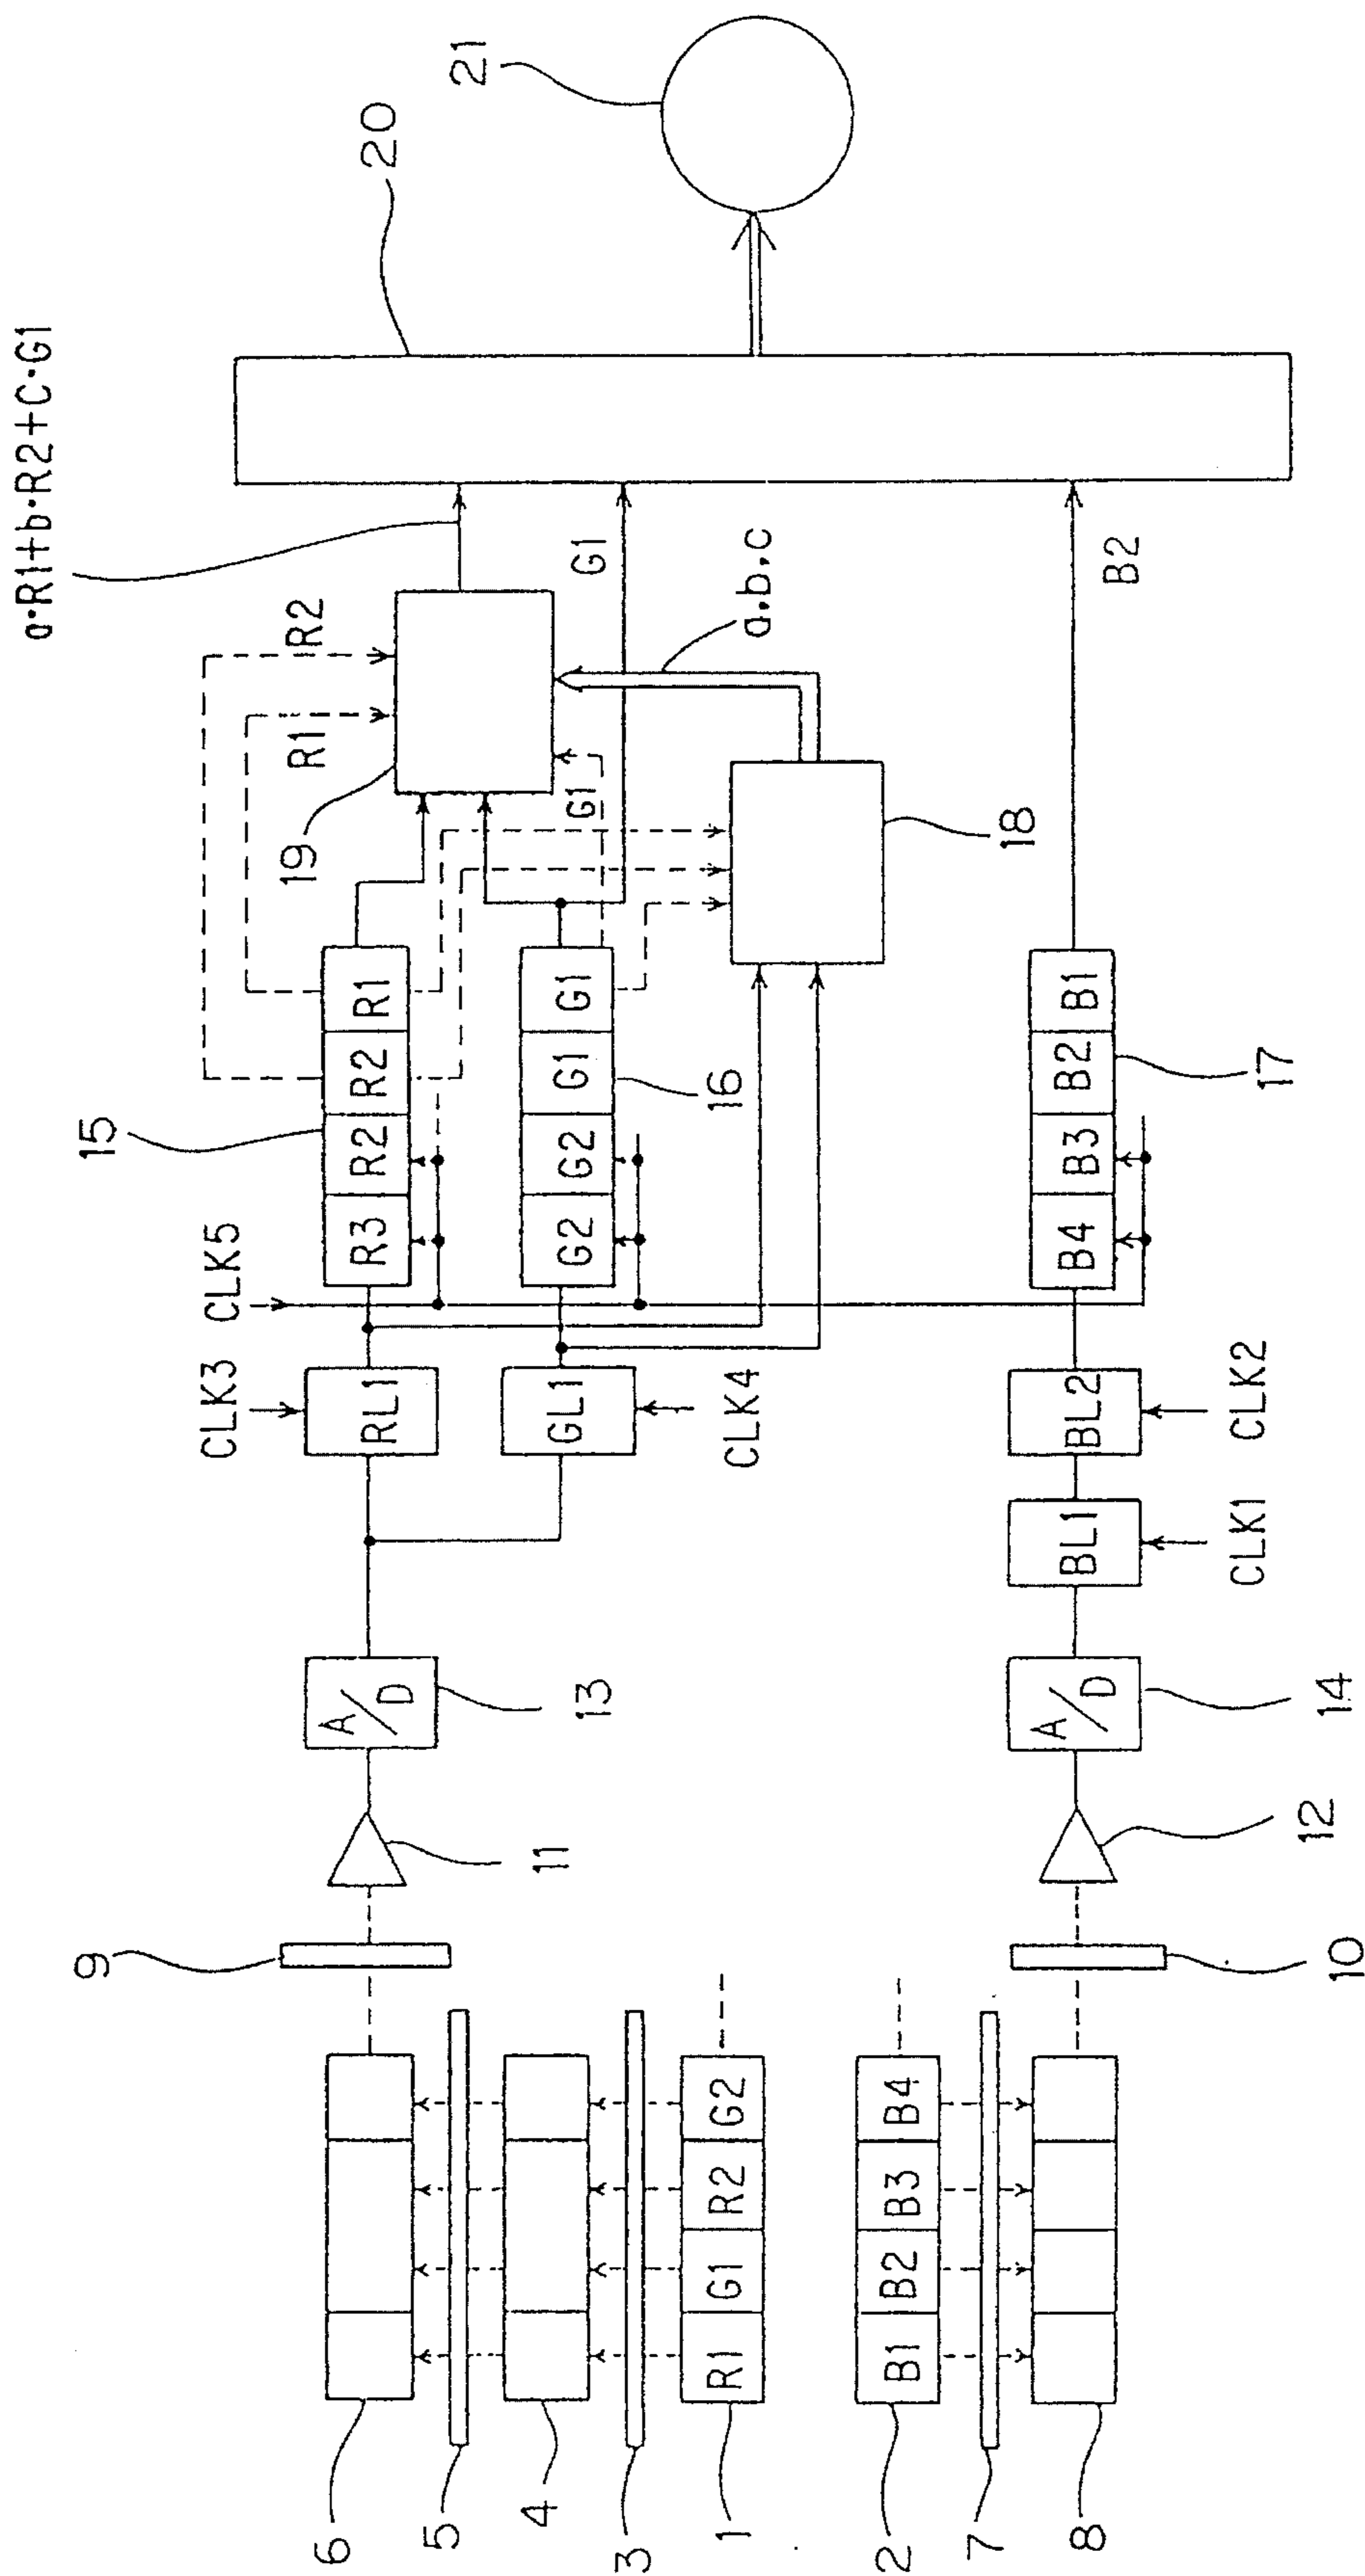 a·R1+b·R2+C·G1
20
21
R2
R1
19
G1
G1
a.b.c
18
B2
15
R3 R2 R2 R1
G2 G2 G1 G1
16
B4 B3 B2 B1
17
CLK5
CLK3
RL1
GL1
CLK4
BL1
BL2
CLK1
CLK2
A/D
13
A/D
14
11
12
9
10
6
5
4
3
R1 G1 R2 G2
1
B1 B2 B3 B4
2
7
8